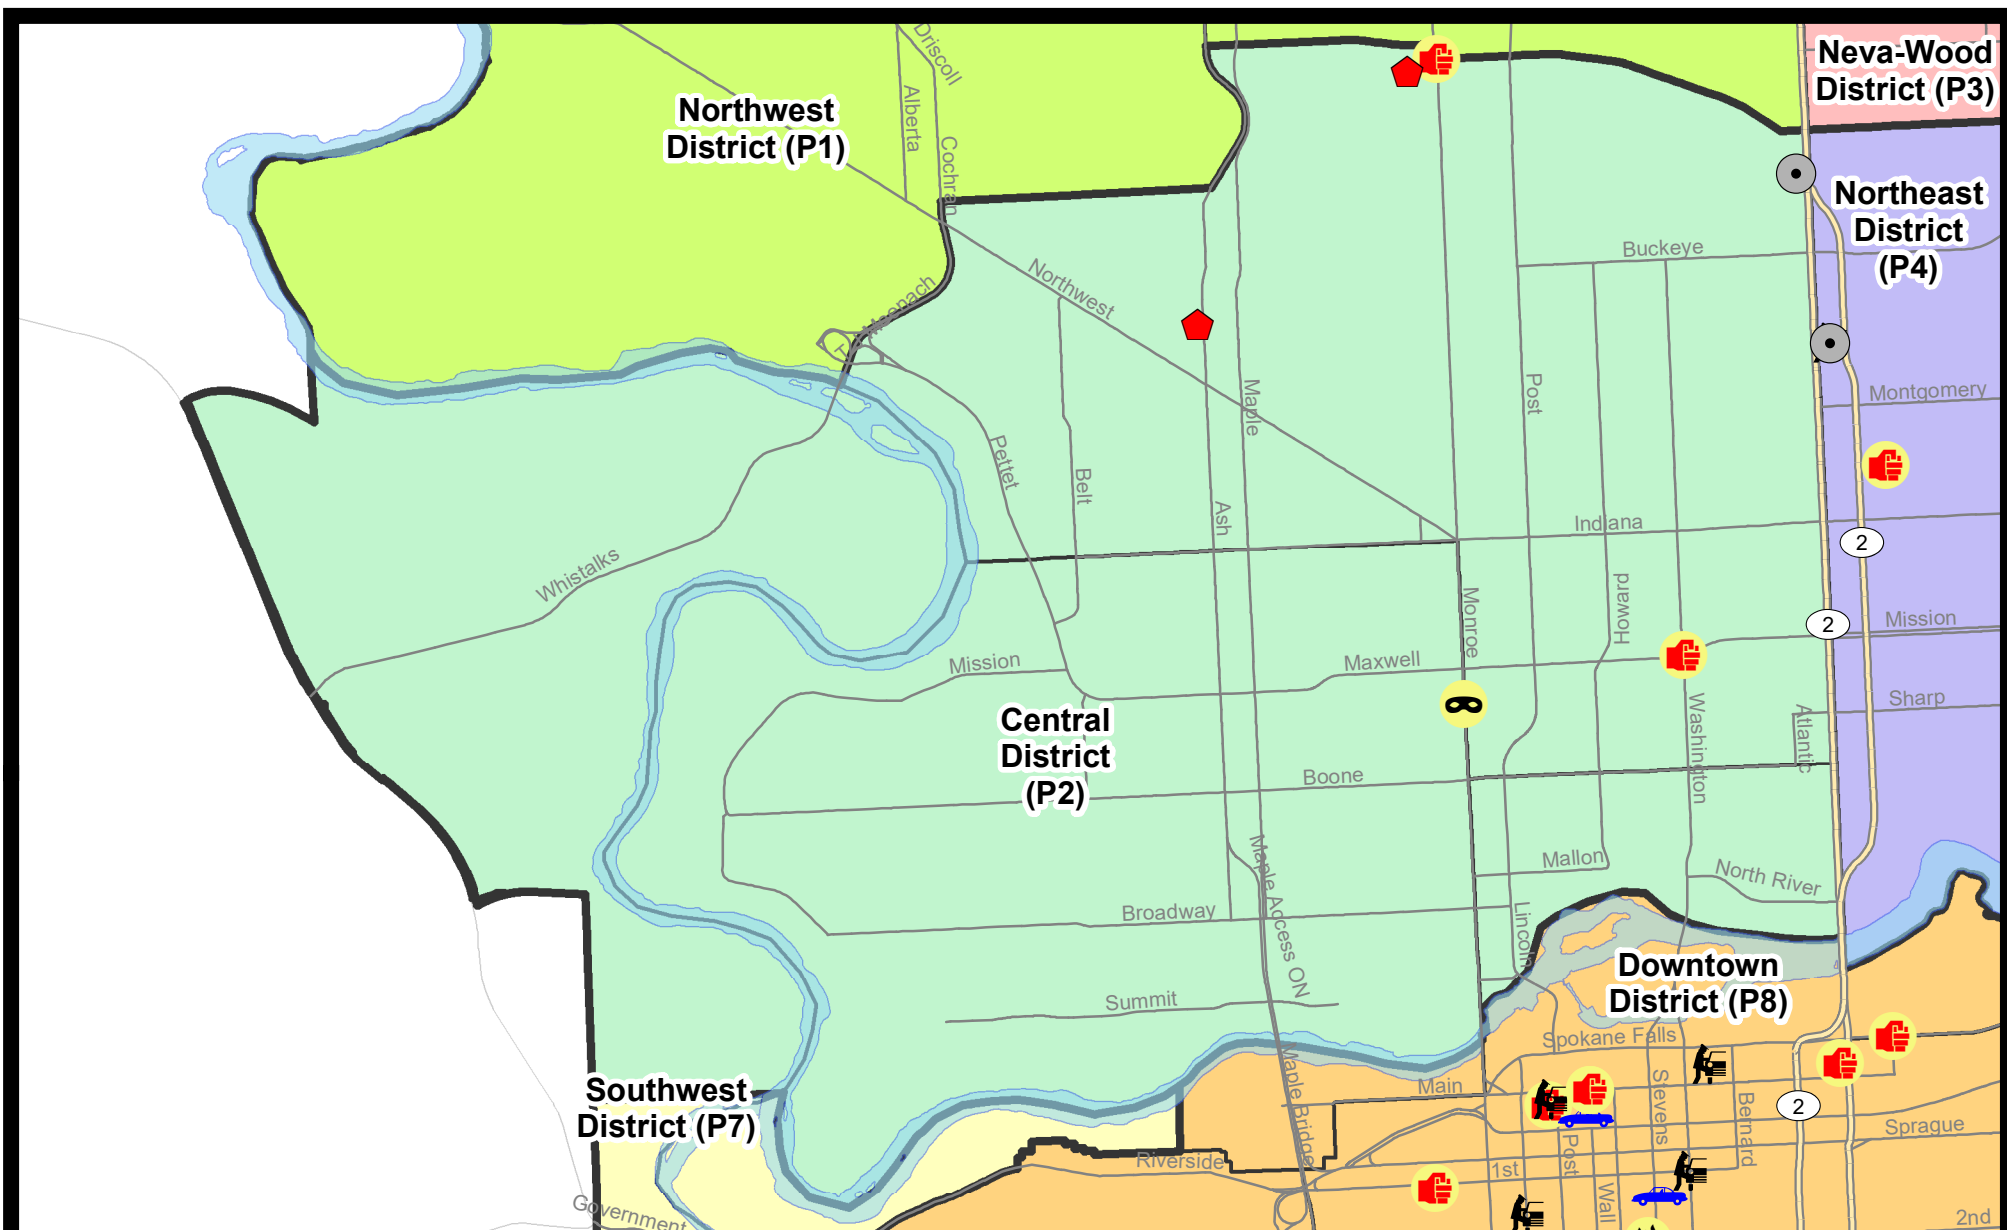 Neva-Wood
District (P3)
Driscoll
Northwest
District (P1)
Alberta
Cochran
Northeast
District
(P4)
Buckeye
Northwest
Maple
Post
Montgomery
Pettet
Belt
Ash
Indiana
2
Whistalks
Monroe
Howard
2
Mission
Mission
Maxwell
Sharp
Washington
Atlantic
Central
District
(P2)
Boone
Mallon
North River
Maple Access ON
Broadway
Lincoln
Downtown
District (P8)
Summit
Spokane Falls
Southwest
District (P7)
Maple Bridge
Main
Stevens
Bernard
2
Sprague
Riverside
1st
Post
Wall
Government
2nd